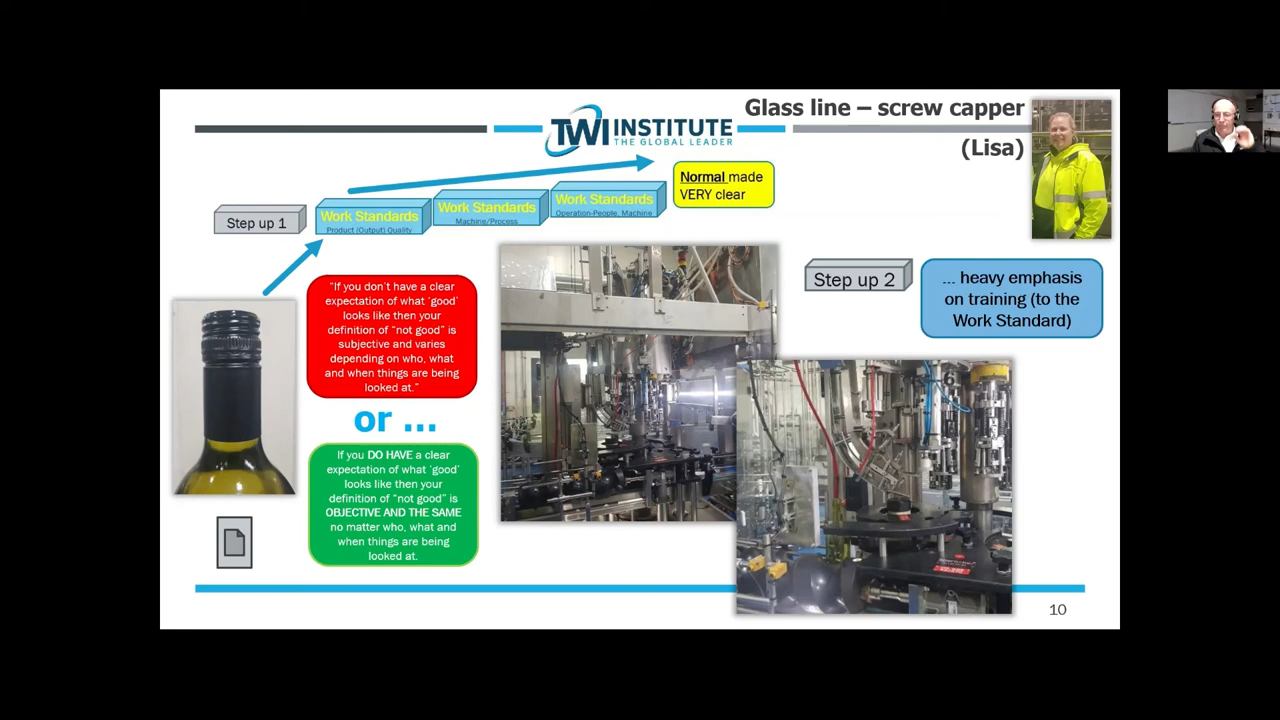 Glass line – screw capper
(Lisa)
TWI INSTITUTE
THE GLOBAL LEADER
Normal made
VERY clear
Step up 1
Work Standards
Product (Output) Quality
Work Standards
Machine/Process
Work Standards
Operation-People, Machine
Step up 2
... heavy emphasis
on training (to the
Work Standard)
"If you don't have a clear
expectation of what 'good'
looks like then your
definition of "not good" is
subjective and varies
depending on who, what
and when things are being
looked at."
or ...
If you DO HAVE a clear
expectation of what 'good'
looks like then your
definition of "not good" is
OBJECTIVE AND THE SAME
no matter who, what and
when things are being
looked at.
6
10